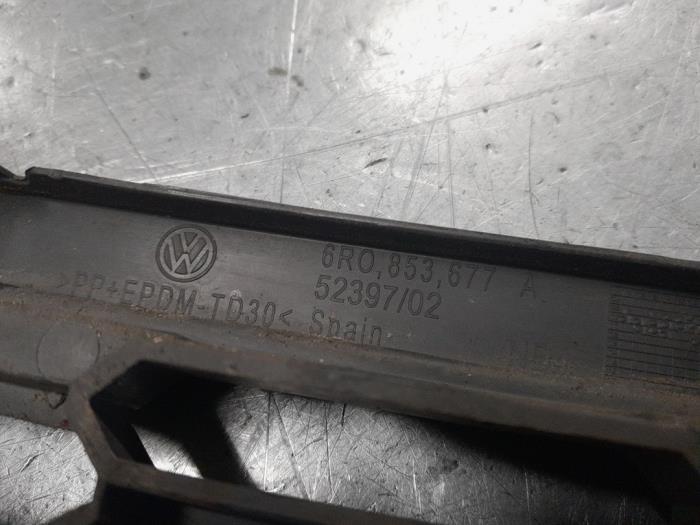 6R0,853,677 A
52397/02
>PP+EPDM-TD30< Spain